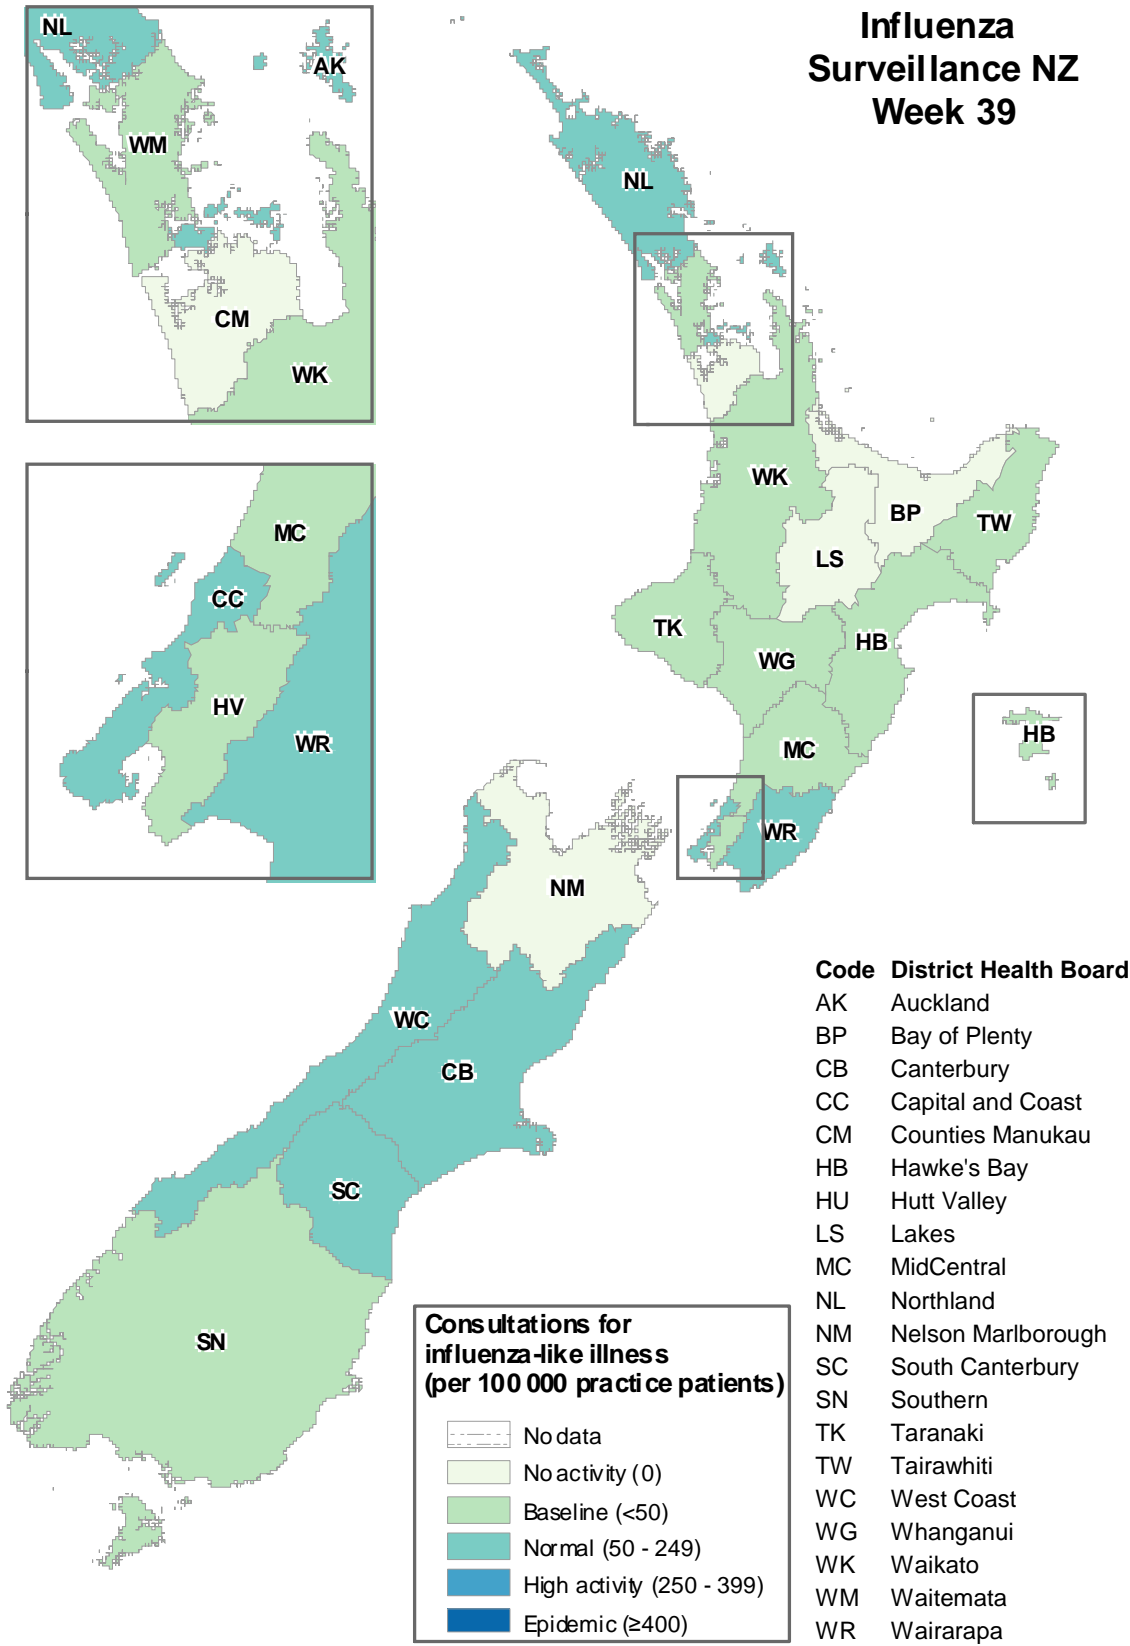 Influenza
Surveillance NZ
Week 39
NL
AK
WM
CM
WK
NL
WK
BP
TW
LS
TK
WG
HB
MC
WR
HB
MC
CC
HV
WR
NM
WC
CB
SC
SN
Code District Health Board
AK Auckland
BP Bay of Plenty
CB Canterbury
CC Capital and Coast
CM Counties Manukau
HB Hawke's Bay
HU Hutt Valley
LS Lakes
MC MidCentral
NL Northland
NM Nelson Marlborough
SC South Canterbury
SN Southern
TK Taranaki
TW Tairawhiti
WC West Coast
WG Whanganui
WK Waikato
WM Waitemata
WR Wairarapa
Consultations for
influenza-like illness
(per 100 000 practice patients)
No data
No activity (0)
Baseline (<50)
Normal (50 - 249)
High activity (250 - 399)
Epidemic (≥400)